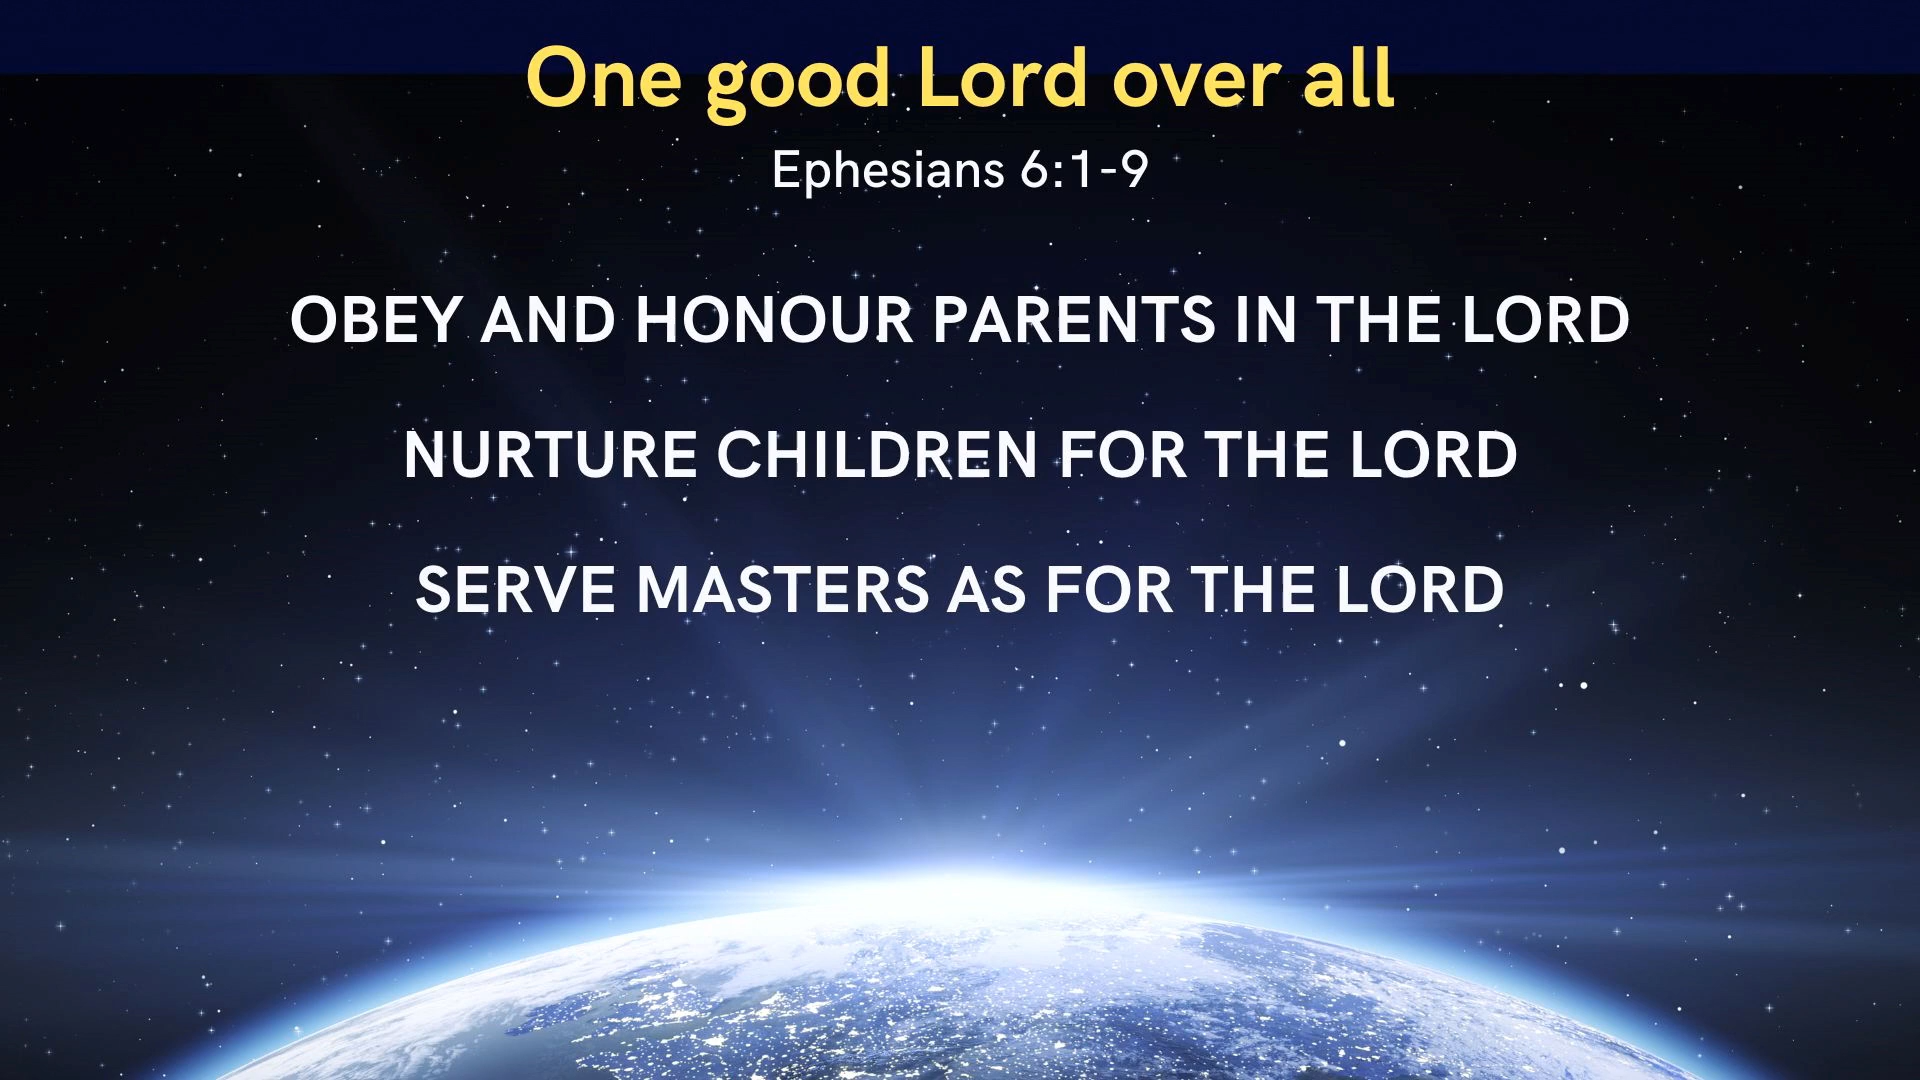 One good Lord over all
Ephesians 6:1-9
OBEY AND HONOUR PARENTS IN THE LORD
NURTURE CHILDREN FOR THE LORD
SERVE MASTERS AS FOR THE LORD